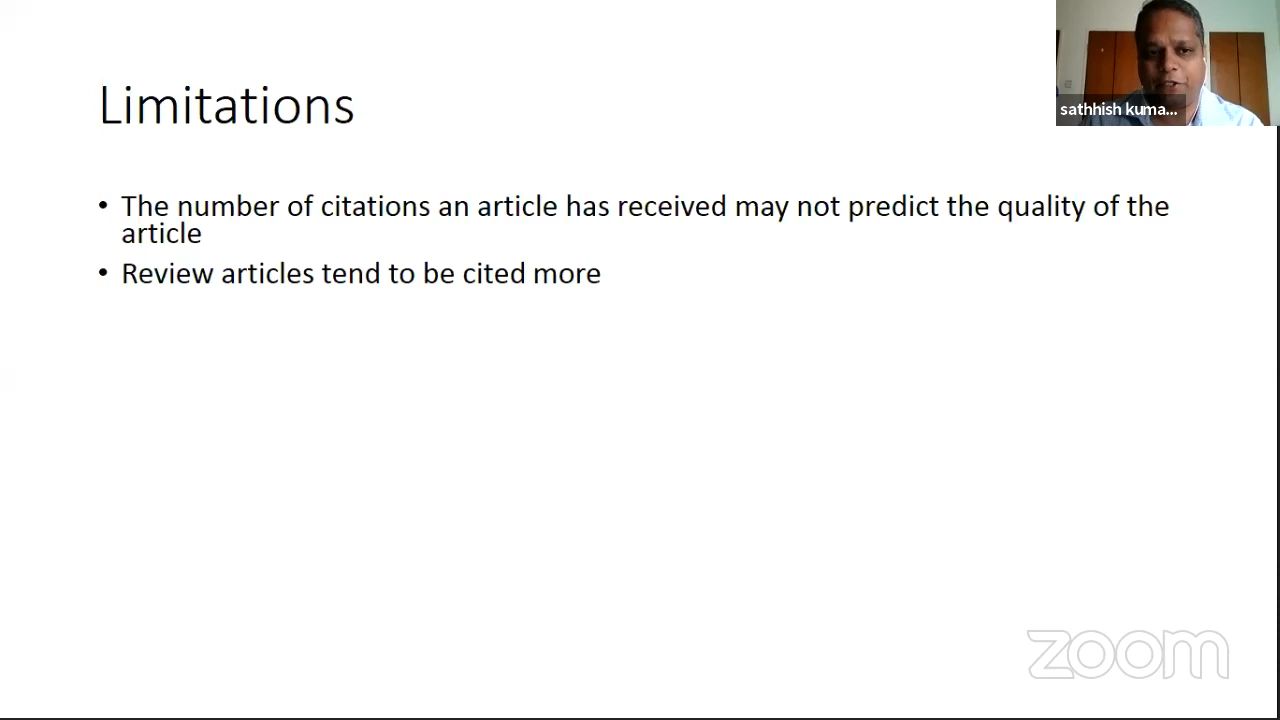 Limitations
sathhish kuma...
• The number of citations an article has received may not predict the quality of the
article
• Review articles tend to be cited more
zoom